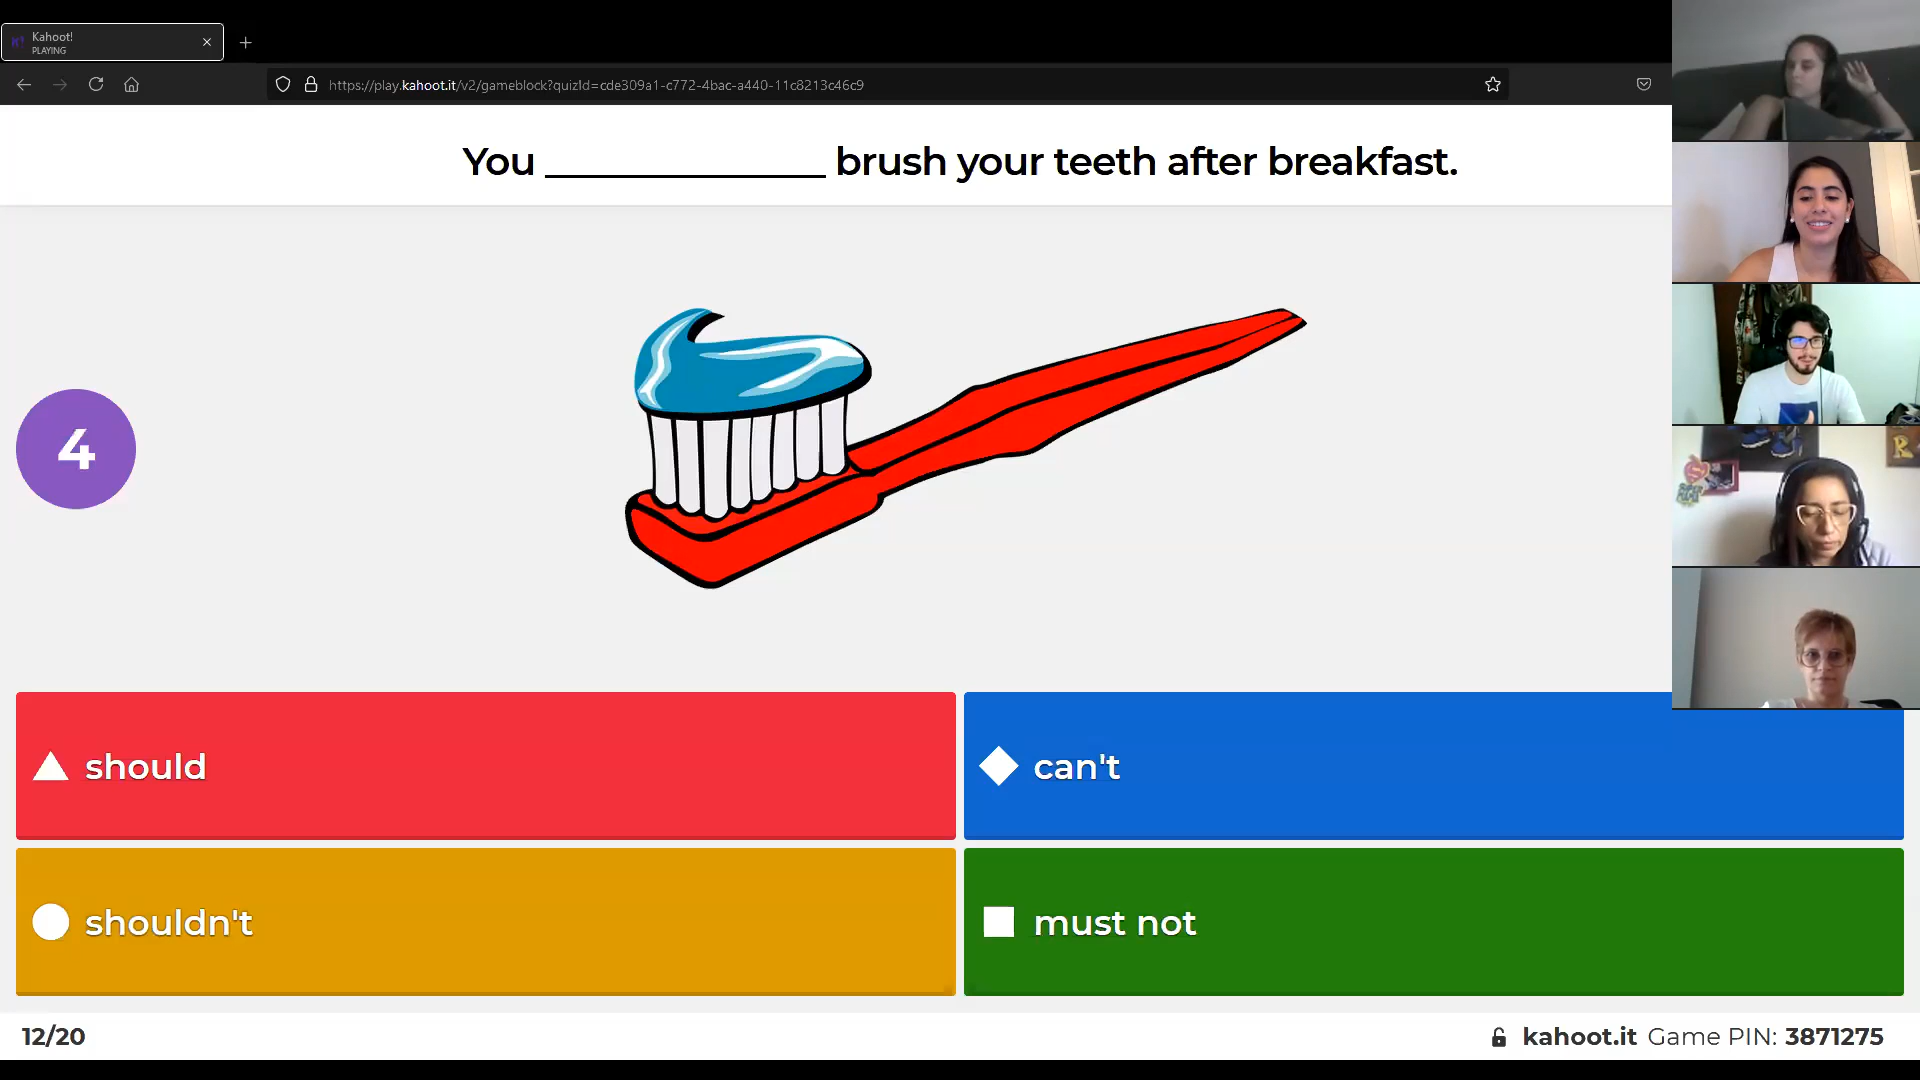 Kahoot!
PLAYING
https://play.kahoot.it/v2/gameblock?quizId=cde309a1-c772-4bac-a440-11c8213c46c9
You ______________ brush your teeth after breakfast.
4
should
can't
shouldn't
must not
12/20
kahoot.it Game PIN: 3871275